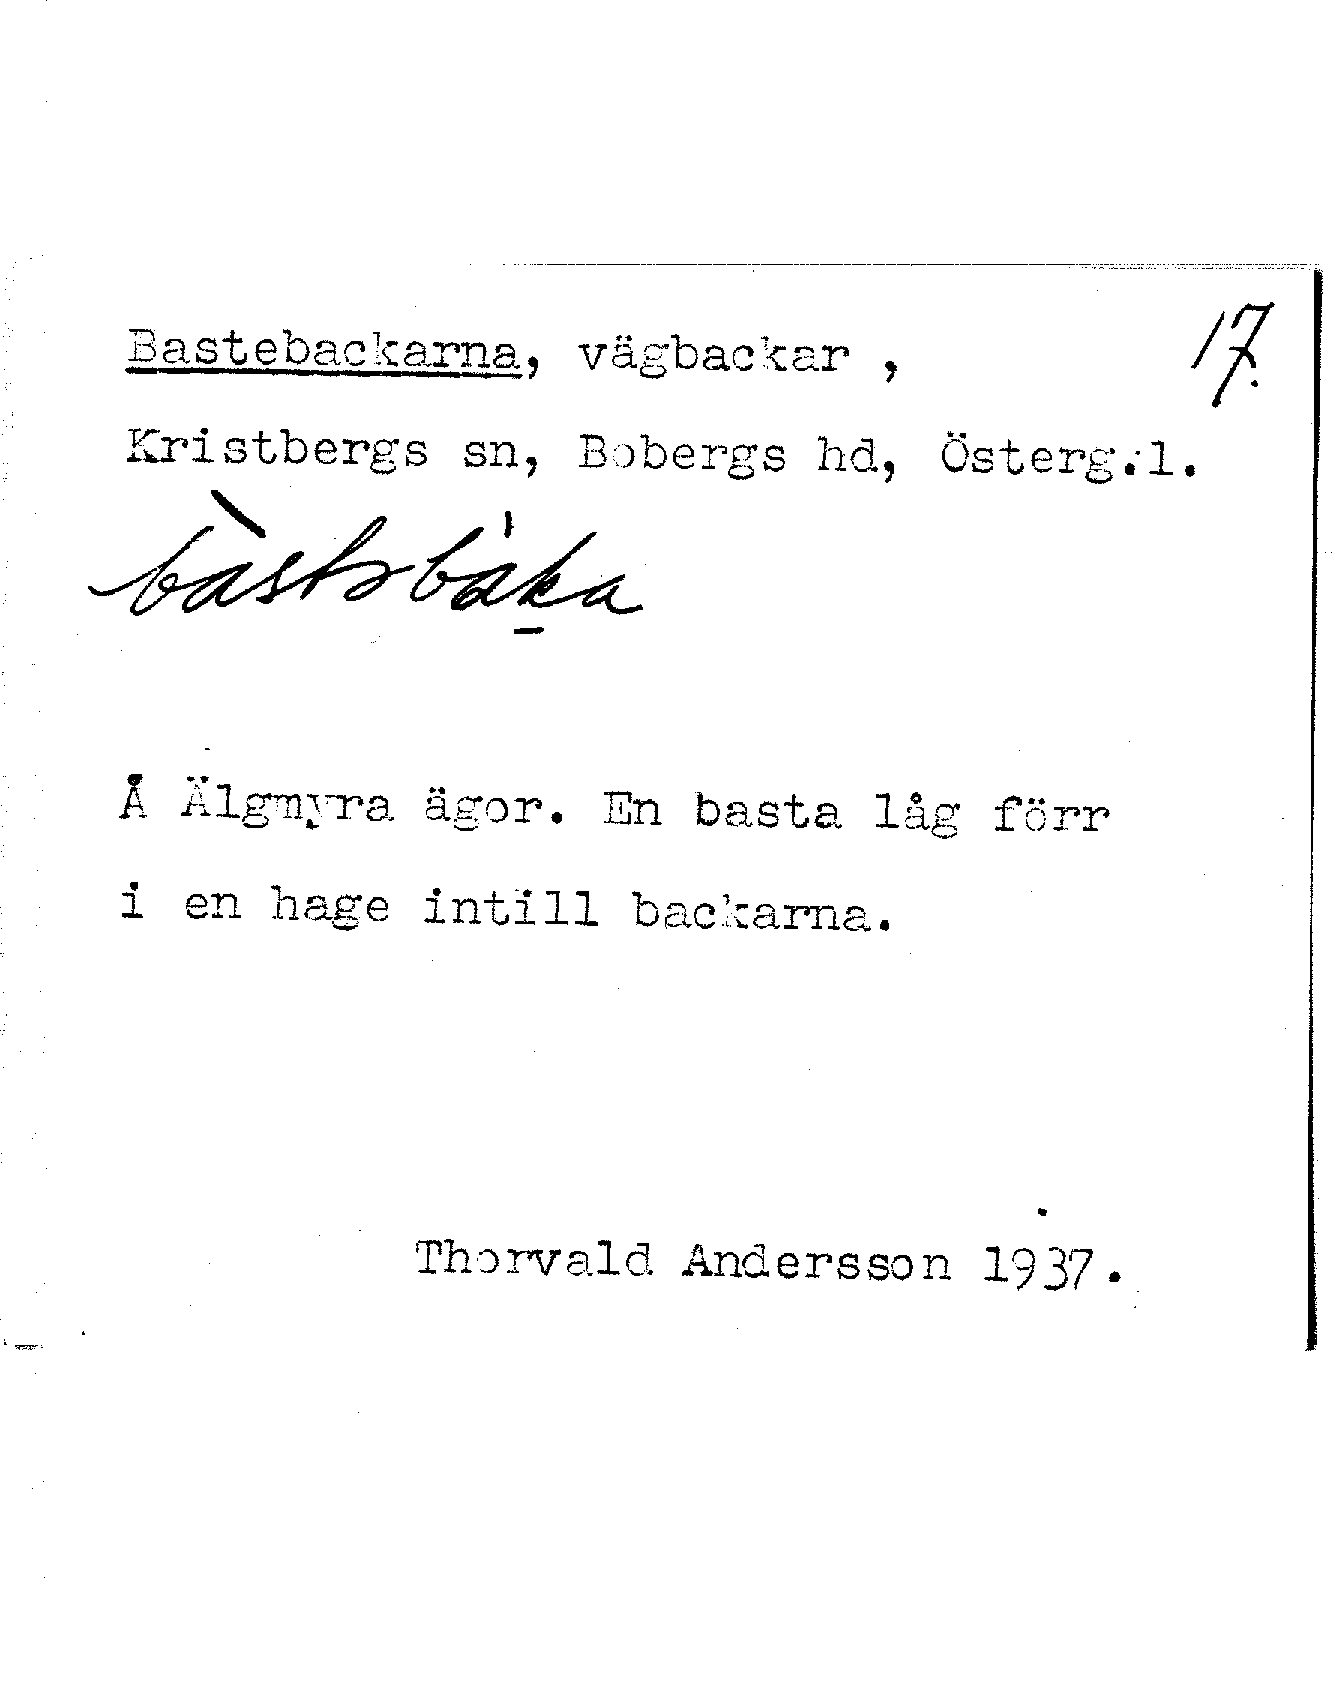 Bastebackarna, vägbackar , 17.
Kristbergs sn, Bobergs hd, Österg.l.
bàstəbáka
Å Älgmyra ägor. En basta låg förr
i en hage intill backarna.
Thorvald Andersson 1937.